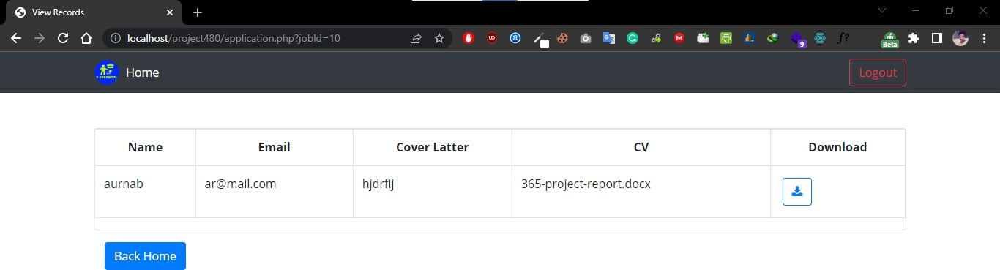 View Records
localhost/project480/application.php?jobId=10
9
Beta
Home
Logout
Name Email Cover Latter CV Download
aurnab ar@mail.com hjdrfij 365-project-report.docx
Back Home